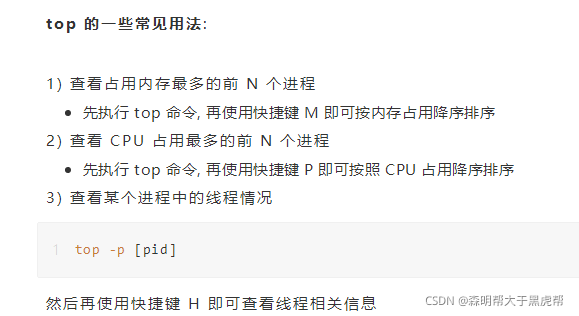 top 的一些常见用法:
1) 查看占用内存最多的前 N 个进程
• 先执行 top 命令, 再使用快捷键 M 即可按内存占用降序排序
2) 查看 CPU 占用最多的前 N 个进程
• 先执行 top 命令, 再使用快捷键 P 即可按照 CPU 占用降序排序
3) 查看某个进程中的线程情况
1 top -p [pid]
然后再使用快捷键 H 即可查看线程相关信息
CSDN @森明帮大于黑虎帮